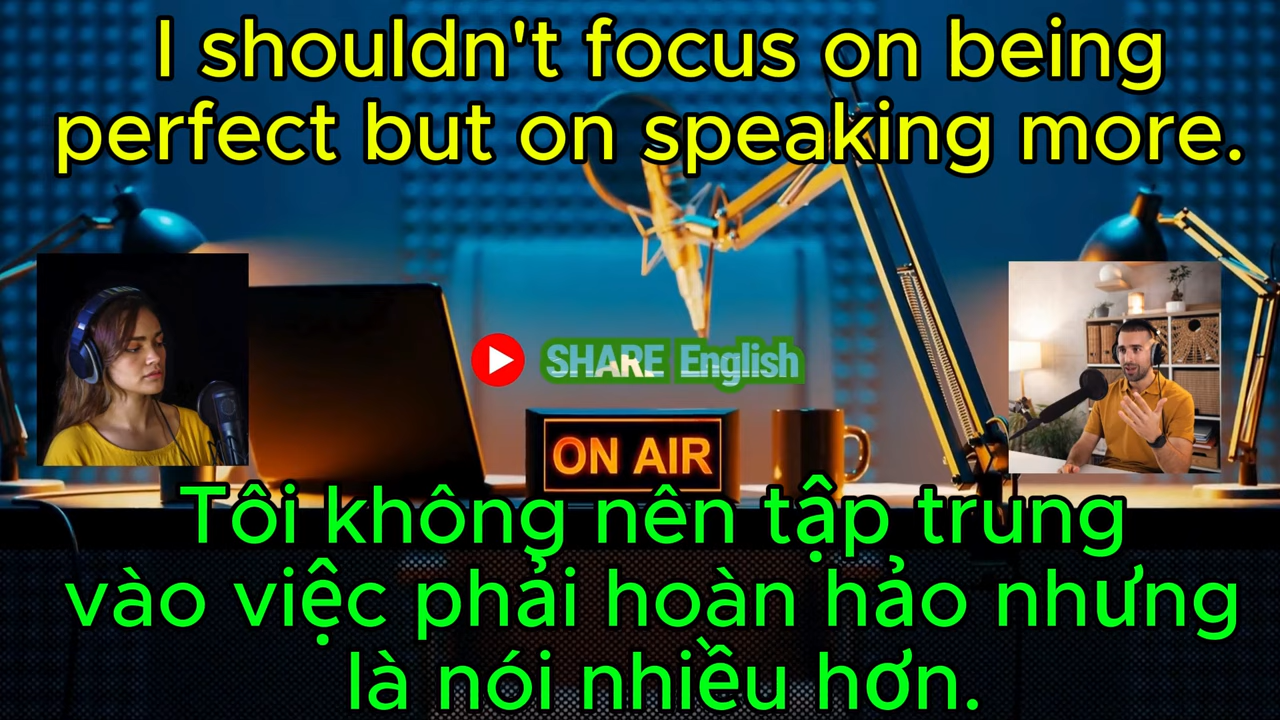 I shouldn't focus on being
perfect but on speaking more.
SHARE English
ON AIR
Tôi không nên tập trung
vào việc phải hoàn hảo nhưng
là nói nhiều hơn.